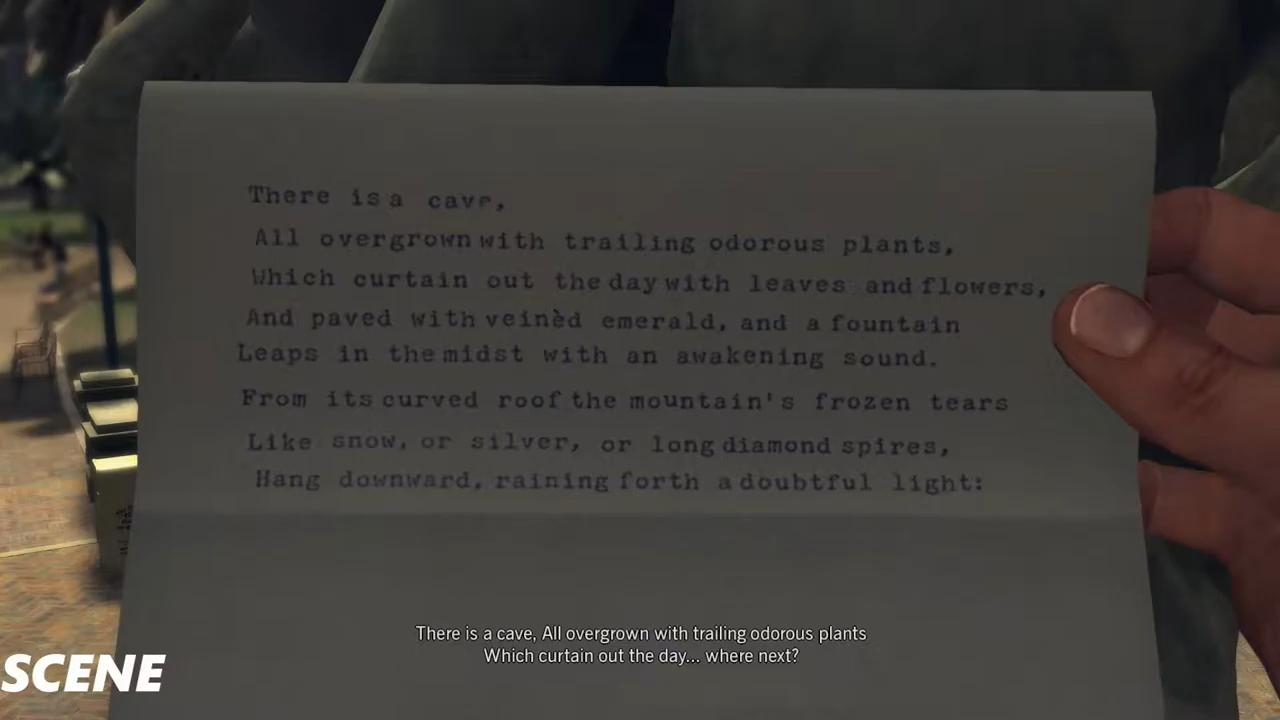 There is a cave,
All overgrown with trailing odorous plants,
Which curtain out the day with leaves and flowers,
And paved with veinèd emerald, and a fountain
Leaps in the midst with an awakening sound.
From its curved roof the mountain's frozen tears
Like snow, or silver, or long diamond spires,
Hang downward, raining forth a doubtful light:
There is a cave, All overgrown with trailing odorous plants
Which curtain out the day... where next?
SCENE